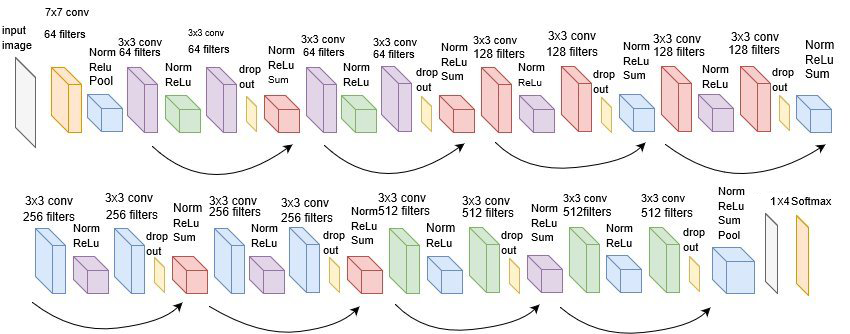 7x7 conv
64 filters
input
image
Norm
Relu
Pool
3x3 conv
64 filters
Norm
ReLu
3x3 conv
64 filters
drop
out
Norm
ReLu
Sum
3x3 conv
64 filters
Norm
ReLu
3x3 conv
64 filters
drop
out
Norm
ReLu
Sum
3x3 conv
128 filters
Norm
ReLu
3x3 conv
128 filters
drop
out
Norm
ReLu
Sum
3x3 conv
128 filters
Norm
ReLu
3x3 conv
128 filters
drop
out
Norm
ReLu
Sum
3x3 conv
256 filters
Norm
ReLu
3x3 conv
256 filters
drop
out
Norm
ReLu
Sum
3x3 conv
256 filters
Norm
ReLu
3x3 conv
256 filters
drop
out
Norm
ReLu
Sum
3x3 conv
512 filters
Norm
ReLu
3x3 conv
512 filters
drop
out
Norm
ReLu
Sum
3x3 conv
512filters
Norm
ReLu
3x3 conv
512 filters
drop
out
Norm
ReLu
Sum
Pool
1X4 Softmax